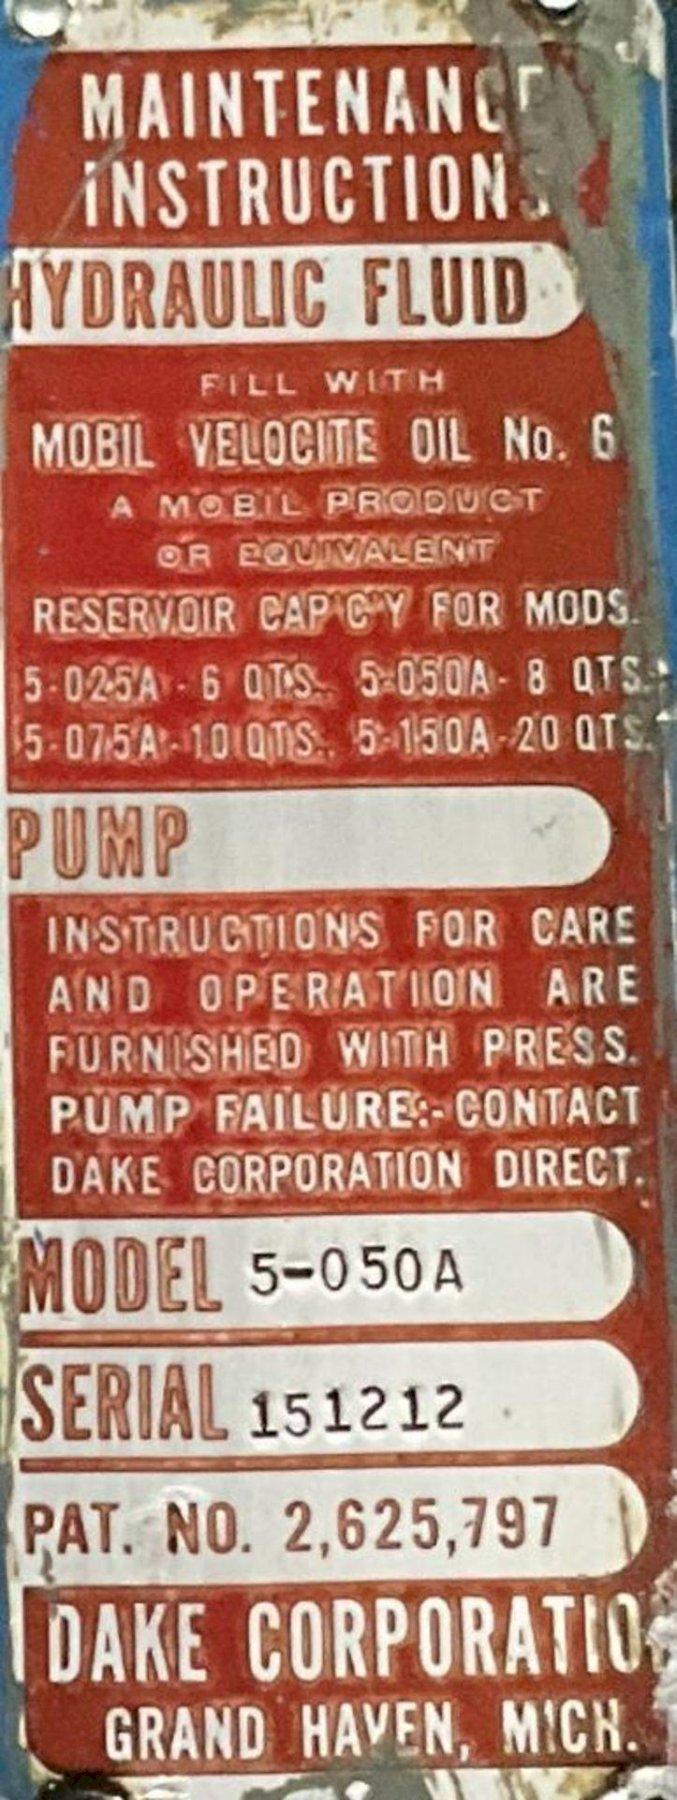 MAINTENANCE
INSTRUCTIONS
HYDRAULIC FLUID
FILL WITH
MOBIL VELOCITE OIL No. 6
A MOBIL PRODUCT
OR EQUIVALENT
RESERVOIR CAP'C'Y FOR MODS.
5-025A - 6 QTS. 5-050A - 8 QTS.
5-075A - 10 QTS. 5-150A - 20 QTS.
PUMP
INSTRUCTIONS FOR CARE
AND OPERATION ARE
FURNISHED WITH PRESS.
PUMP FAILURE:- CONTACT
DAKE CORPORATION DIRECT.
MODEL 5-050A
SERIAL 151212
PAT. NO. 2,625,797
DAKE CORPORATIO
GRAND HAVEN, MICH.